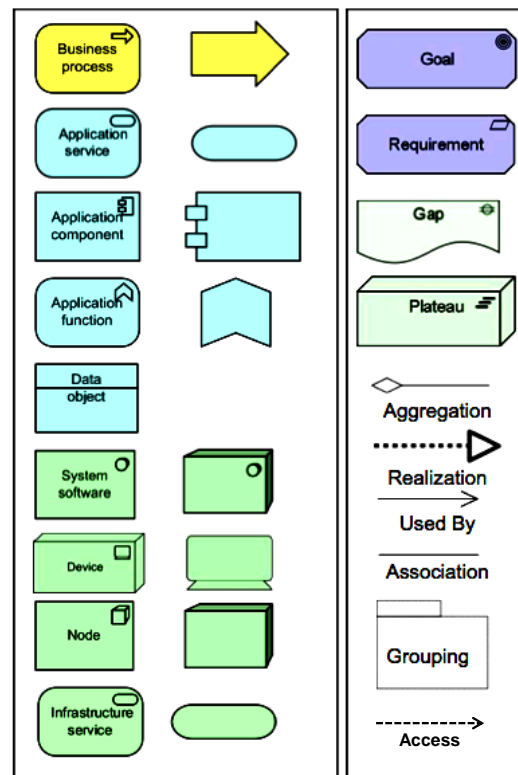 Business
process
Application
service
Application
component
Application
function
Data
object
System
software
Device
Node
Infrastructure
service
Goal
Requirement
Gap
Plateau
Aggregation
Realization
Used By
Association
Grouping
Access